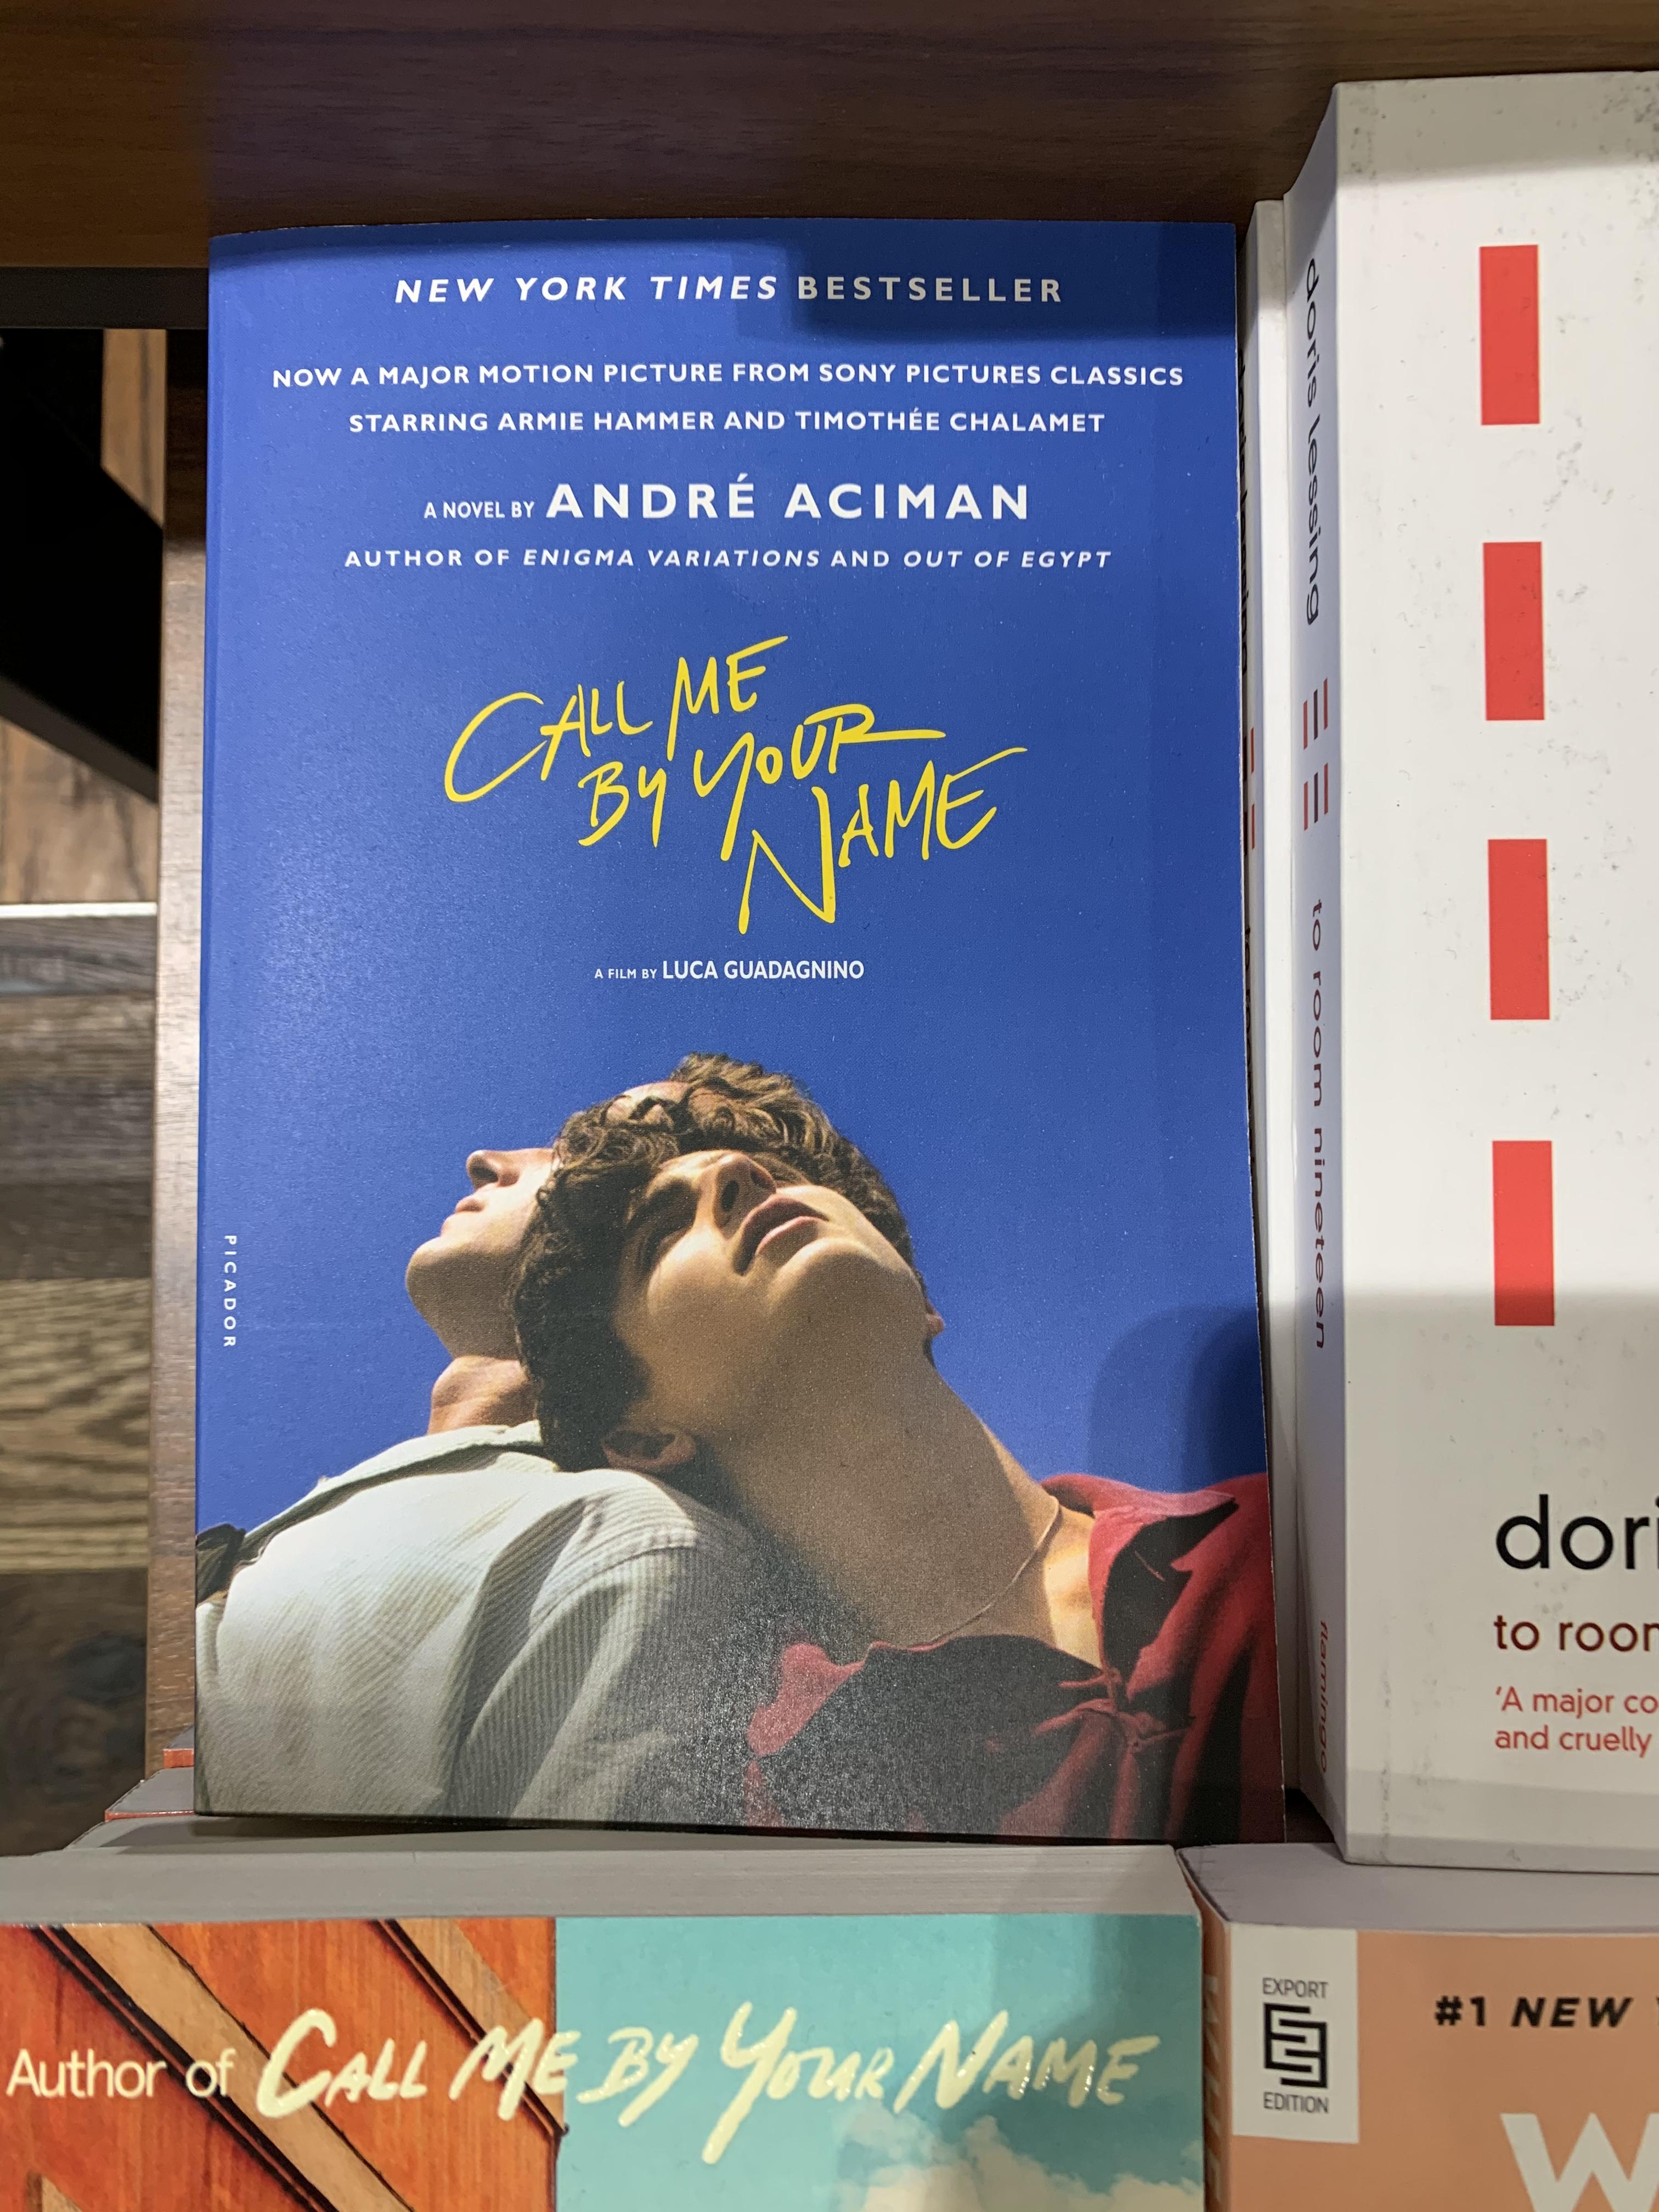 NEW YORK TIMES BESTSELLER
NOW A MAJOR MOTION PICTURE FROM SONY PICTURES CLASSICS
STARRING ARMIE HAMMER AND TIMOTHÉE CHALAMET
A NOVEL BY ANDRÉ ACIMAN
AUTHOR OF ENIGMA VARIATIONS AND OUT OF EGYPT
CALL ME
BY YOUR
NAME
A FILM BY LUCA GUADAGNINO
PICADOR
doris lessing to room nineteen flamingo
dori
to roon
'A major co
and cruelly
Author of CALL ME BY YOUR NAME
EXPORT
EDITION
#1 NEW
W